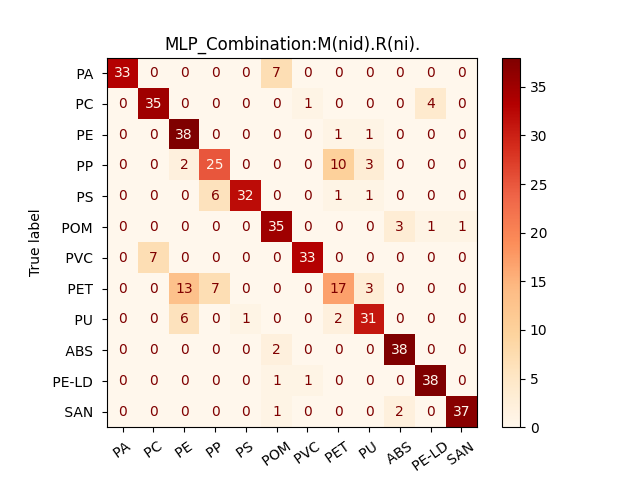 MLP_Combination:M(nid).R(ni).
PA 33 0 0 0 0 7 0 0 0 0 0 0
PC 0 35 0 0 0 0 1 0 0 0 4 0
PE 0 0 38 0 0 0 0 1 1 0 0 0
PP 0 0 2 25 0 0 0 10 3 0 0 0
PS 0 0 0 6 32 0 0 1 1 0 0 0
POM 0 0 0 0 0 35 0 0 0 3 1 1
PVC 0 7 0 0 0 0 33 0 0 0 0 0
PET 0 0 13 7 0 0 0 17 3 0 0 0
PU 0 0 6 0 1 0 0 2 31 0 0 0
ABS 0 0 0 0 0 2 0 0 0 38 0 0
PE-LD 0 0 0 0 0 1 1 0 0 0 38 0
SAN 0 0 0 0 0 1 0 0 0 2 0 37
PA PC PE PP PS POM PVC PET PU ABS PE-LD SAN
True label
35
30
25
20
15
10
5
0